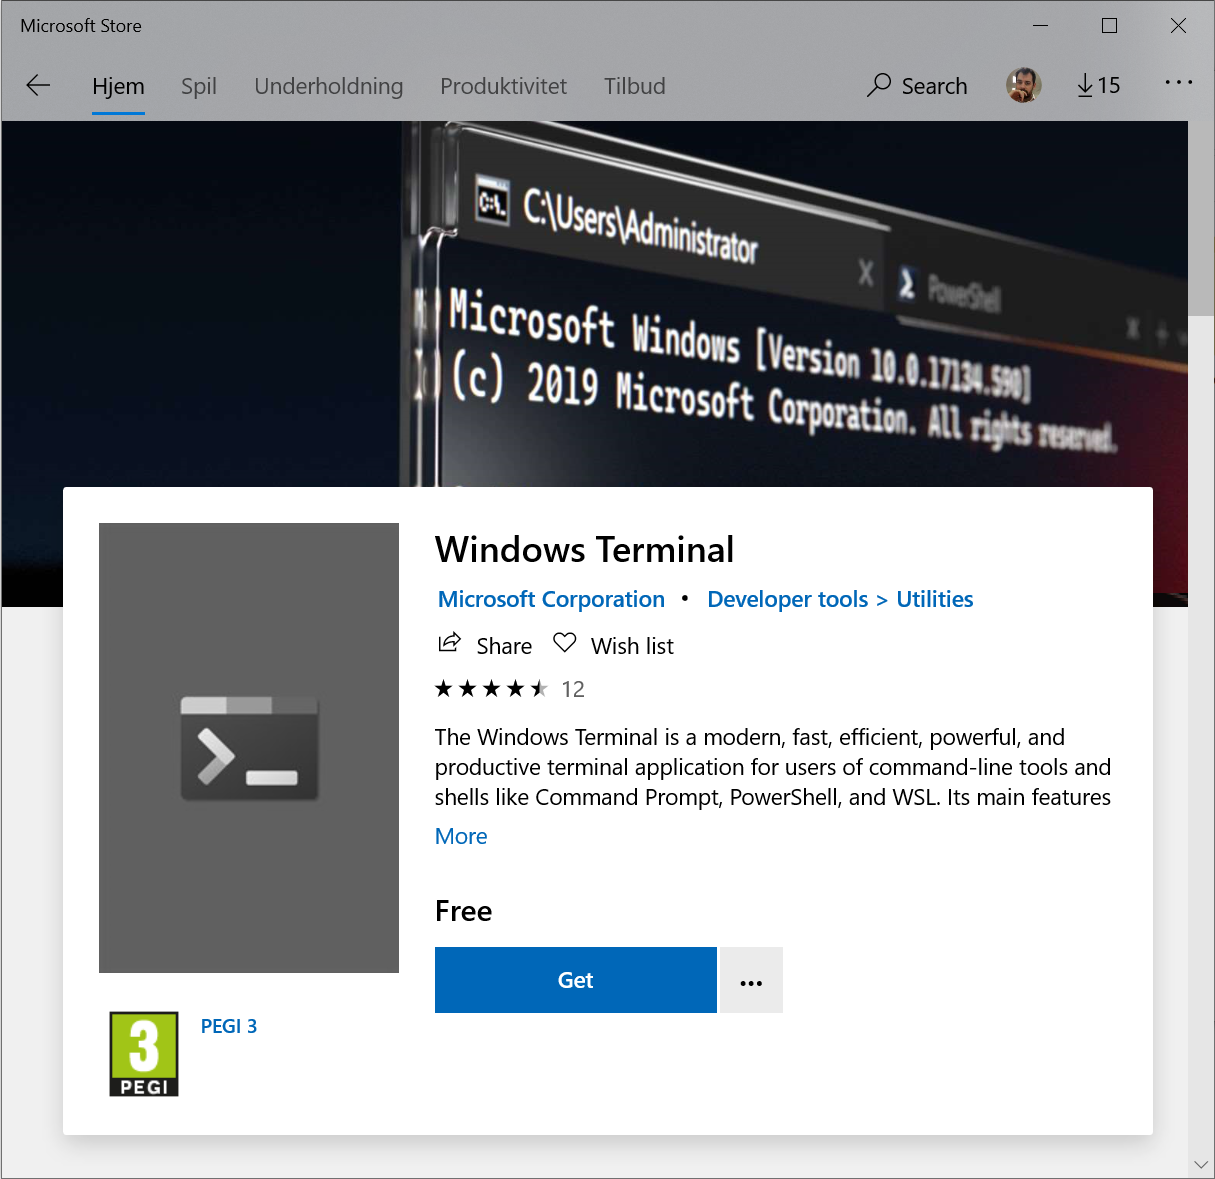 Microsoft Store
Hjem Spil Underholdning Produktivitet Tilbud Search 15
C:\Users\Administrator X PowerShell X
Microsoft Windows [Version 10.0.17134.590]
(c) 2019 Microsoft Corporation. All rights reserved.
Windows Terminal
Microsoft Corporation • Developer tools > Utilities
Share Wish list
12
The Windows Terminal is a modern, fast, efficient, powerful, and
productive terminal application for users of command-line tools and
shells like Command Prompt, PowerShell, and WSL. Its main features
More
Free
Get
3
PEGI
PEGI 3